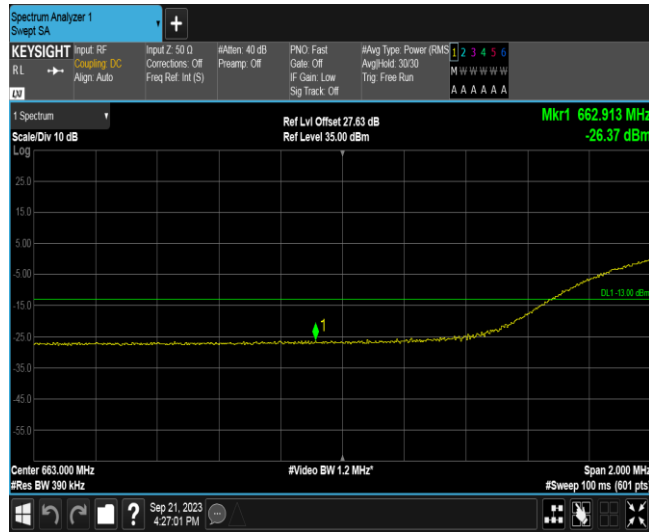 Spectrum Analyzer 1
Swept SA
+
KEYSIGHT
RL
LXI
Input: RF
Coupling: DC
Align: Auto
Input Z: 50 Ω
Corrections: Off
Freq Ref: Int (S)
#Atten: 40 dB
Preamp: Off
PNO: Fast
Gate: Off
IF Gain: Low
Sig Track: Off
#Avg Type: Power (RMS
Avg|Hold: 30/30
Trig: Free Run
1 2 3 4 5 6
M W W W W W
A A A A A A
1 Spectrum
Scale/Div 10 dB
Log
Ref Lvl Offset 27.63 dB
Ref Level 35.00 dBm
Mkr1 662.913 MHz
-26.37 dBm
25.0
15.0
5.00
-5.00
-15.0
-25.0
-35.0
-45.0
-55.0
1
DL1 -13.00 dBm
Center 663.000 MHz
#Res BW 390 kHz
#Video BW 1.2 MHz*
Span 2.000 MHz
#Sweep 100 ms (601 pts)
?
Sep 21, 2023
4:27:01 PM